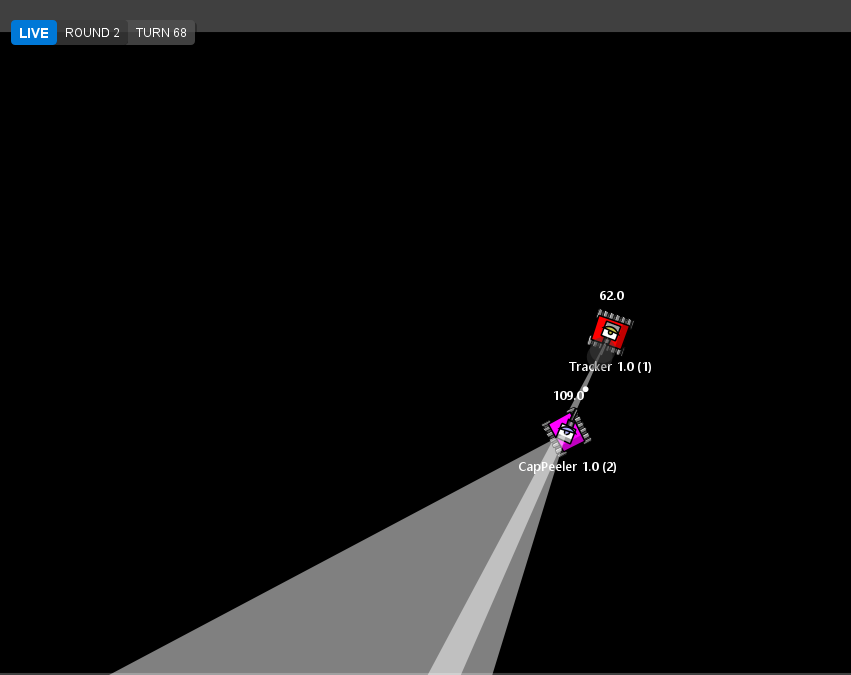 LIVE ROUND 2 TURN 68
62.0
Tracker 1.0 (1)
109.0
CapPeeler 1.0 (2)